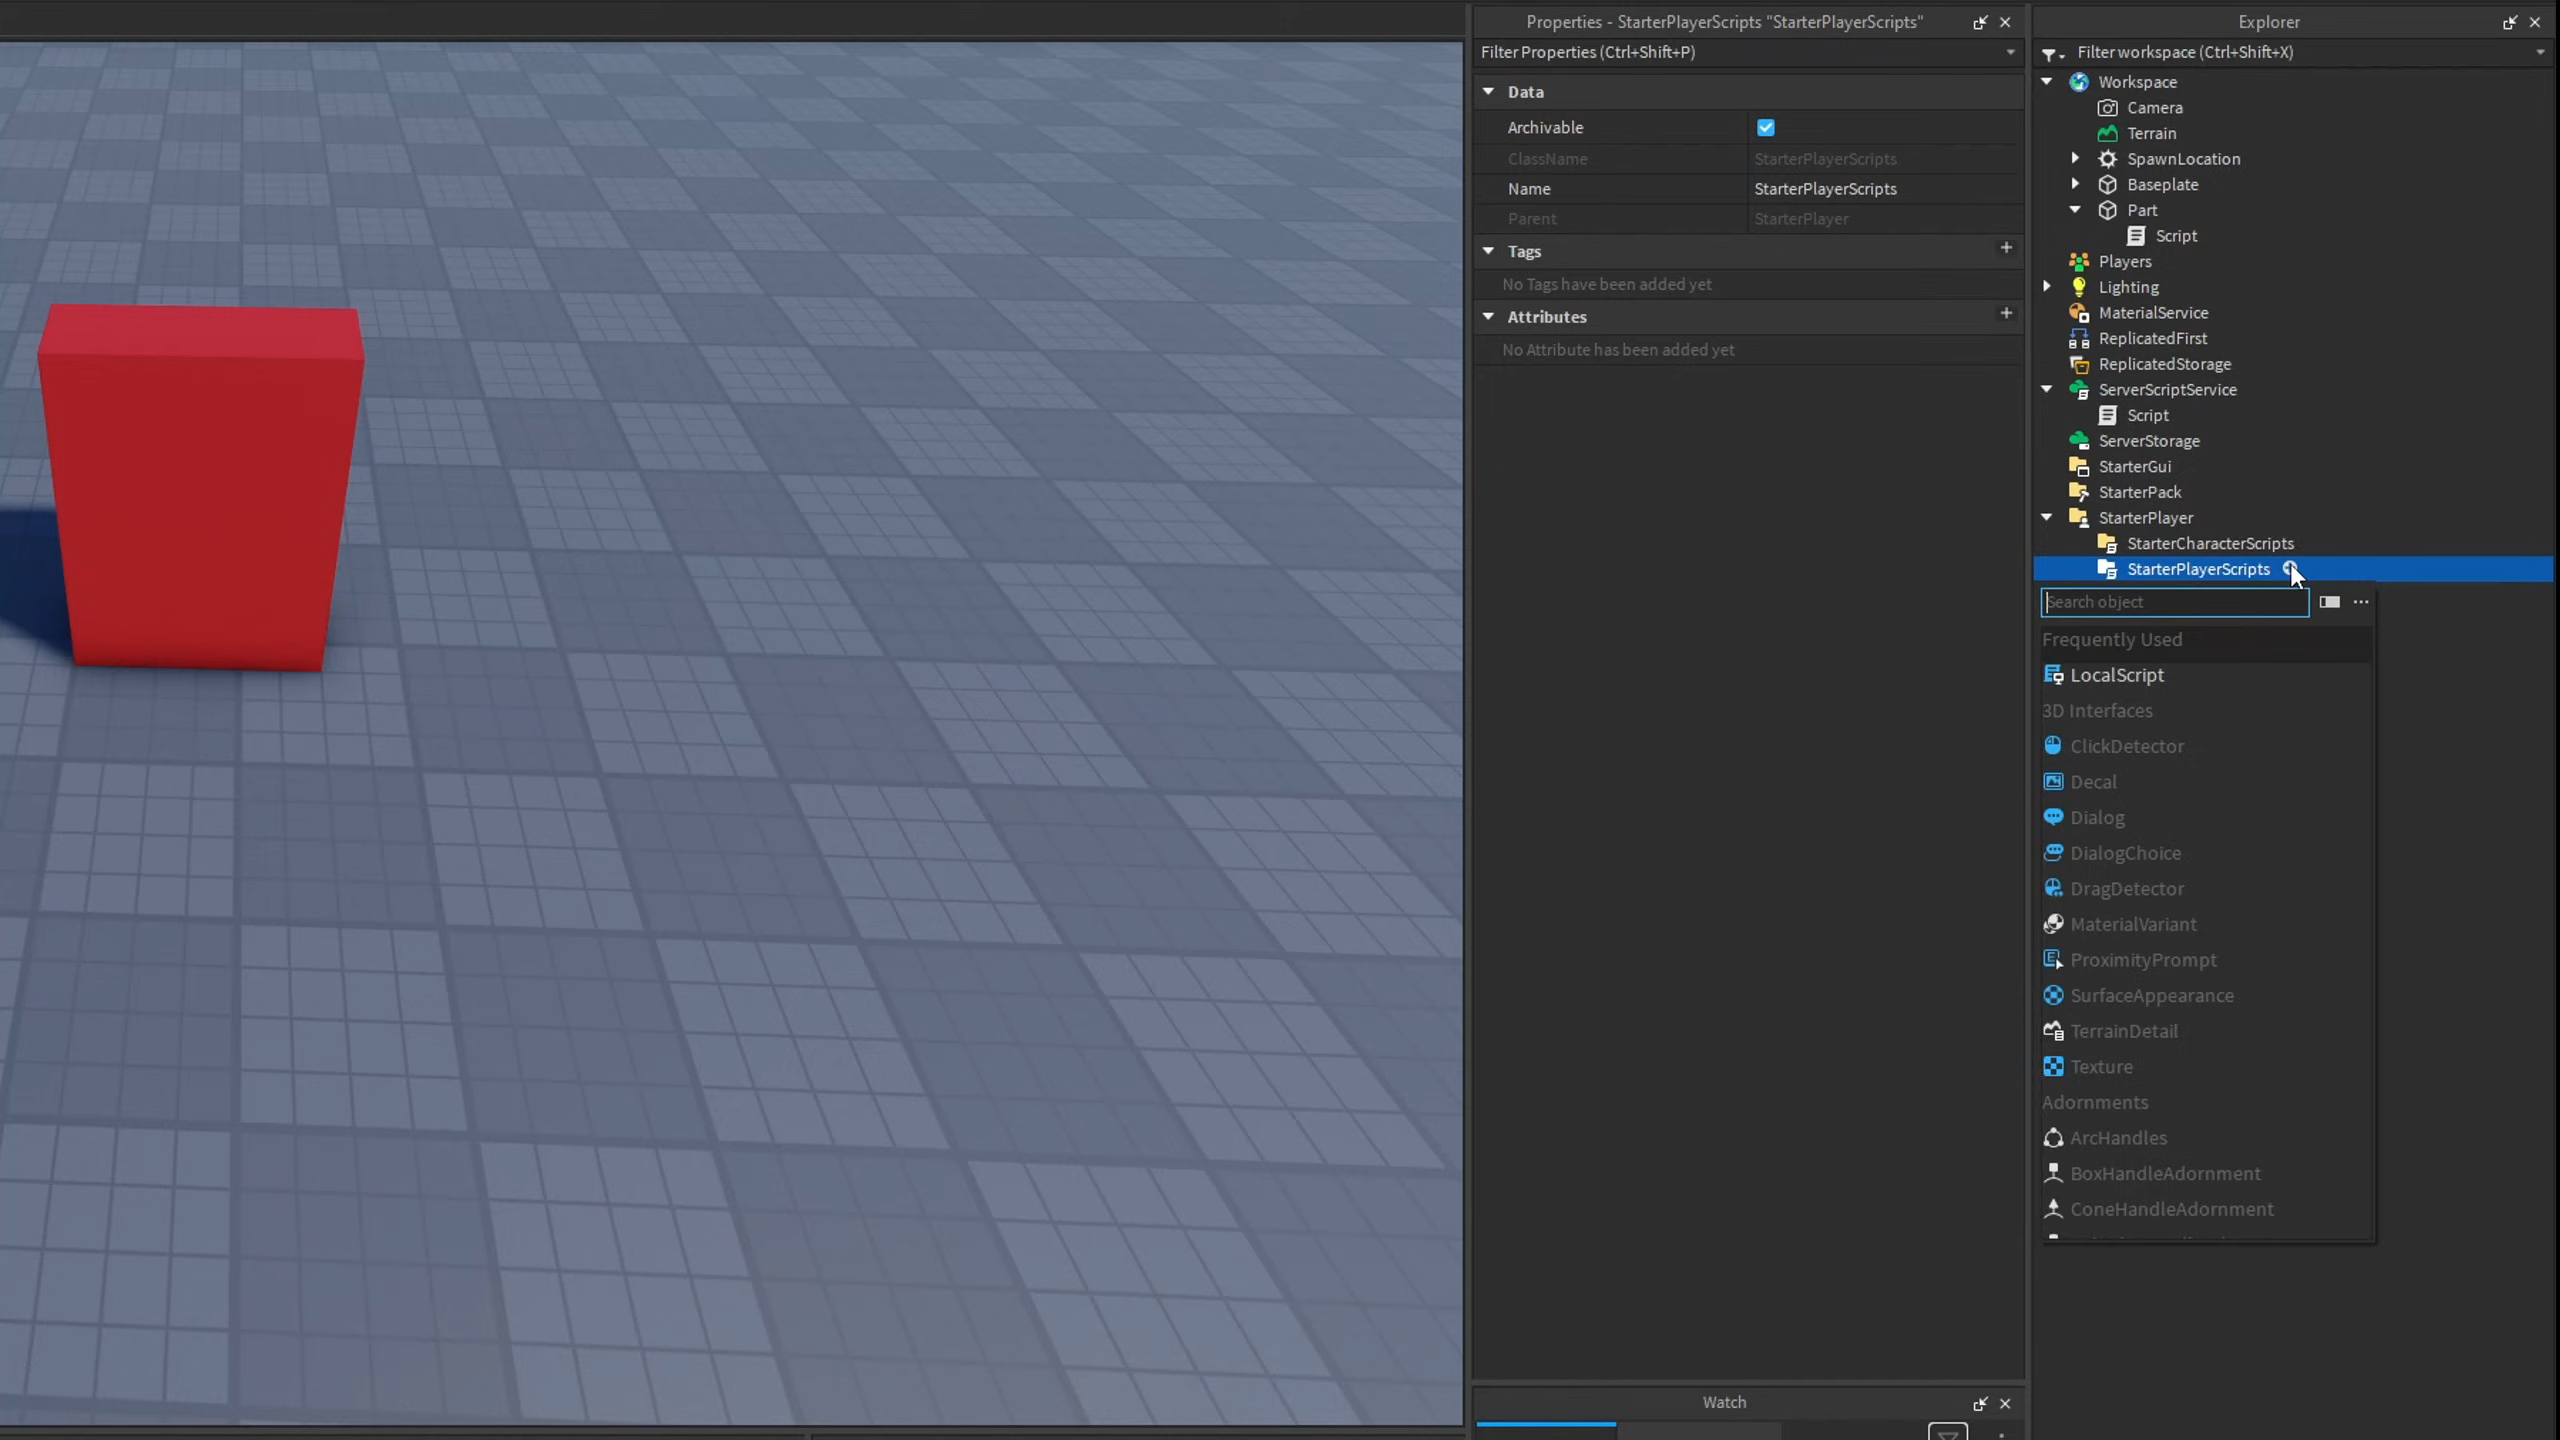 Properties - StarterPlayerScripts "StarterPlayerScripts"
Filter Properties (Ctrl+Shift+P)
Data
Archivable
ClassName StarterPlayerScripts
Name StarterPlayerScripts
Parent StarterPlayer
Tags +
No Tags have been added yet
Attributes +
No Attribute has been added yet
Watch
Explorer
Filter workspace (Ctrl+Shift+X)
Workspace
Camera
Terrain
SpawnLocation
Baseplate
Part
Script
Players
Lighting
MaterialService
ReplicatedFirst
ReplicatedStorage
ServerScriptService
Script
ServerStorage
StarterGui
StarterPack
StarterPlayer
StarterCharacterScripts
StarterPlayerScripts
Search object
Frequently Used
LocalScript
3D Interfaces
ClickDetector
Decal
Dialog
DialogChoice
DragDetector
MaterialVariant
ProximityPrompt
SurfaceAppearance
TerrainDetail
Texture
Adornments
ArcHandles
BoxHandleAdornment
ConeHandleAdornment